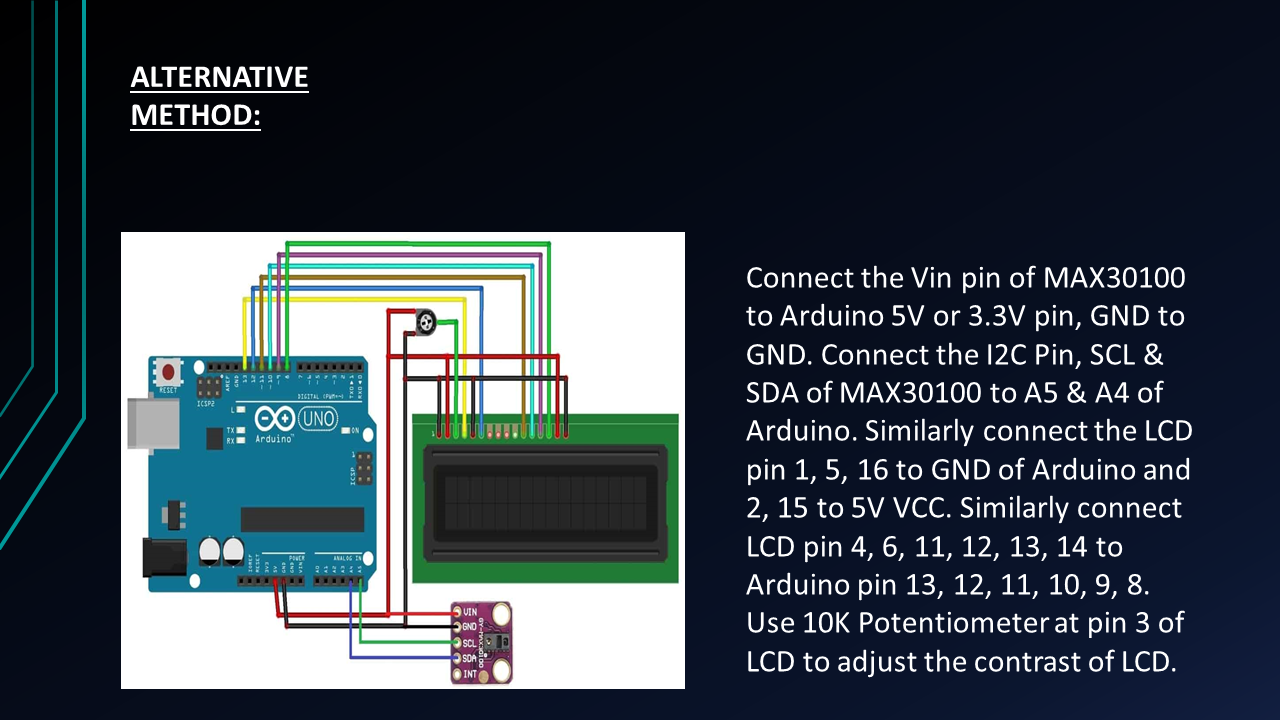 ALTERNATIVE
METHOD:
Connect the Vin pin of MAX30100
to Arduino 5V or 3.3V pin, GND to
GND. Connect the I2C Pin, SCL &
SDA of MAX30100 to A5 & A4 of
Arduino. Similarly connect the LCD
pin 1, 5, 16 to GND of Arduino and
2, 15 to 5V VCC. Similarly connect
LCD pin 4, 6, 11, 12, 13, 14 to
Arduino pin 13, 12, 11, 10, 9, 8.
Use 10K Potentiometer at pin 3 of
LCD to adjust the contrast of LCD.
RESET
ICSP2
AREF
GND
13
12
DIGITAL (PWM~)
L
TX
RX
UNO
Arduino
ON
ICSP
1
IOREF
RESET
3V3
5V
GND
GND
VIN
POWER
ANALOG IN
A0
A1
A2
A3
A4
A5
VIN
GND
SCL
SDA
INT